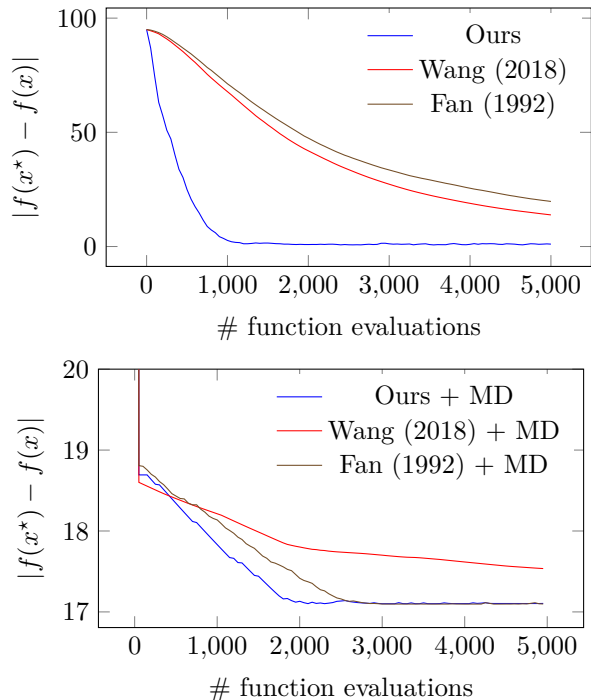 100
50
0
|f(x⋆) − f(x)|
Ours
Wang (2018)
Fan (1992)
0 1,000 2,000 3,000 4,000 5,000
# function evaluations
20
19
18
17
|f(x⋆) − f(x)|
Ours + MD
Wang (2018) + MD
Fan (1992) + MD
0 1,000 2,000 3,000 4,000 5,000
# function evaluations